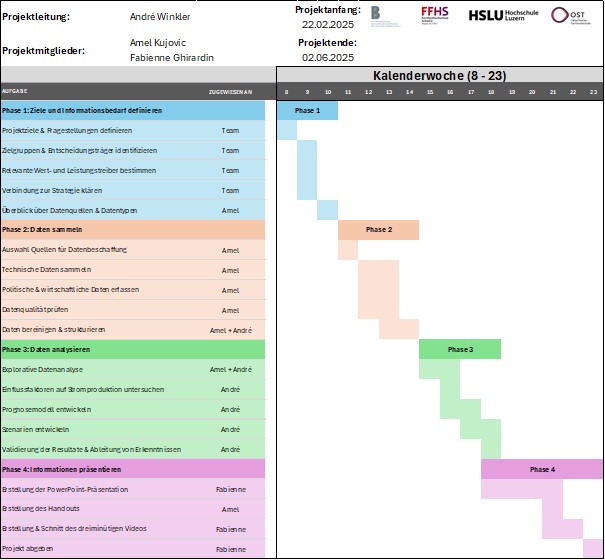 Projektleitung: André Winkler Projektanfang:
22.02.2025
B
FFHS
HSLU Hochschule Luzern
OST
Projektmitglieder: Amel Kujovic Projektende:
Fabienne Ghirardin 02.06.2025
Kalenderwoche (8 - 23)
AUFGABE ZUGEWIESEN AN 8 9 10 11 12 13 14 15 16 17 18 19 20 21 22 23
Phase 1: Ziele und Informationsbedarf definieren Phase 1
Projektziele & Fragestellungen definieren Team
Zielgruppen & Entscheidungsträger identifizieren Team
Relevante Wert- und Leistungstreiber bestimmen Team
Verbindung zur Strategie klären Team
Überblick über Datenquellen & Datentypen Amel
Phase 2: Daten sammeln Phase 2
Auswahl Quellen für Datenbeschaffung Amel
Technische Daten sammeln Amel
Politische & wirtschaftliche Daten erfassen Amel
Datenqualität prüfen Amel
Daten bereinigen & strukturieren Amel + André
Phase 3: Daten analysieren Phase 3
Explorative Datenanalyse Amel + André
Einflussfaktoren auf Stromproduktion untersuchen André
Prognosemodell entwickeln André
Szenarien entwickeln André
Validierung der Resultate & Ableitung von Erkenntnissen André
Phase 4: Informationen präsentieren Phase 4
Erstellung der PowerPoint-Präsentation Fabienne
Erstellung des Handouts Amel
Erstellung & Schnitt des dreiminütigen Videos Fabienne
Projekt abgeben Fabienne